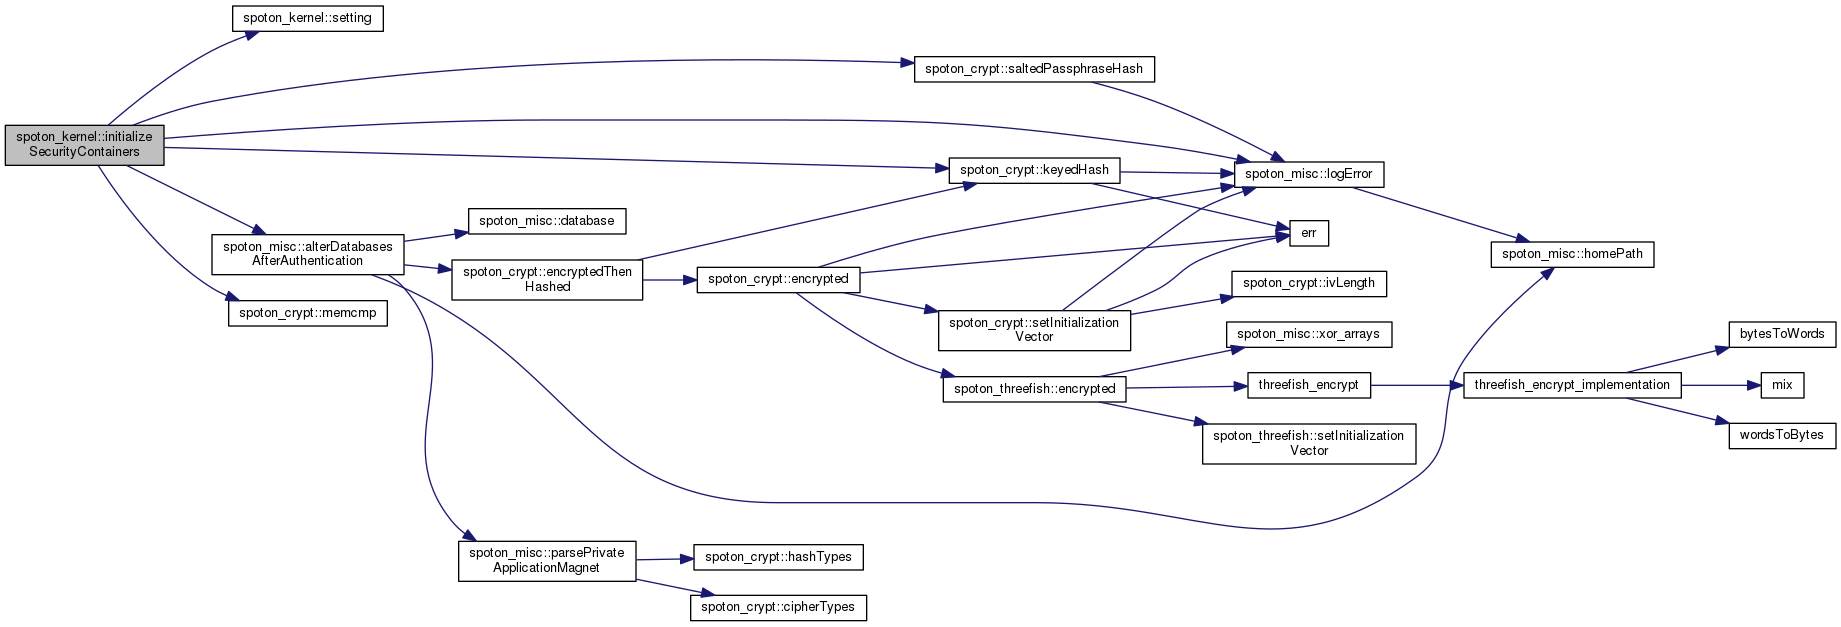 spoton_kernel::setting
spoton_crypt::saltedPassphraseHash
spoton_kernel::initialize
SecurityContainers
spoton_crypt::keyedHash
spoton_misc::logError
spoton_misc::database
err
spoton_misc::alterDatabases
AfterAuthentication
spoton_misc::homePath
spoton_crypt::encryptedThen
Hashed
spoton_crypt::encrypted
spoton_crypt::ivLength
spoton_crypt::memcmp
spoton_crypt::setInitialization
Vector
spoton_misc::xor_arrays
bytesToWords
spoton_threefish::encrypted
threefish_encrypt
threefish_encrypt_implementation
mix
spoton_threefish::setInitialization
Vector
wordsToBytes
spoton_misc::parsePrivate
ApplicationMagnet
spoton_crypt::hashTypes
spoton_crypt::cipherTypes